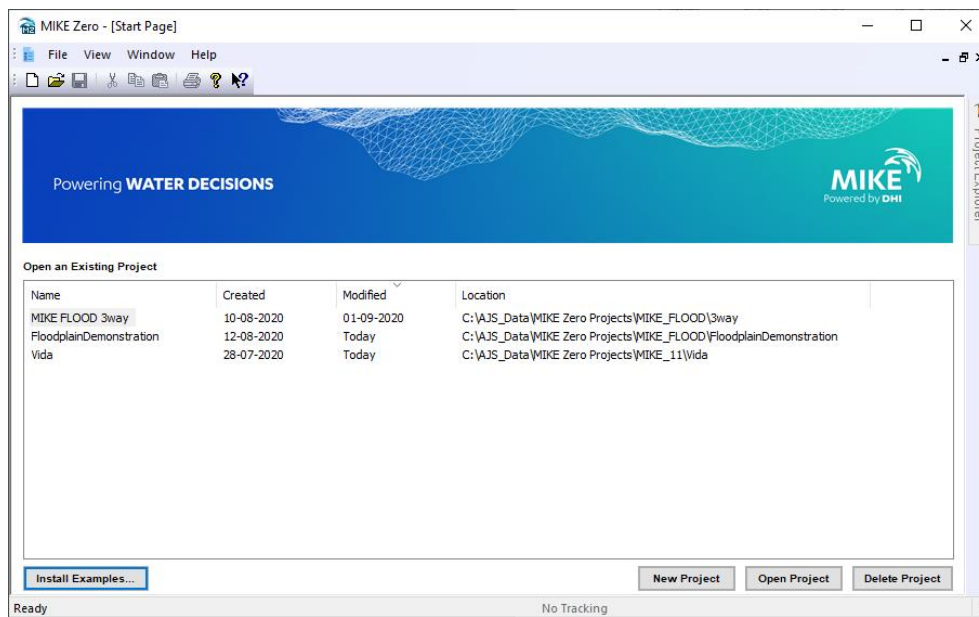 MIKE Zero - [Start Page]
File View Window Help
Powering WATER DECISIONS
MIKE
Powered by DHI
Project Explorer
Open an Existing Project
Name Created Modified Location
MIKE FLOOD 3way 10-08-2020 01-09-2020 C:\AJS_Data\MIKE Zero Projects\MIKE_FLOOD\3way
FloodplainDemonstration 12-08-2020 Today C:\AJS_Data\MIKE Zero Projects\MIKE_FLOOD\FloodplainDemonstration
Vida 28-07-2020 Today C:\AJS_Data\MIKE Zero Projects\MIKE_11\Vida
Install Examples... New Project Open Project Delete Project
Ready No Tracking